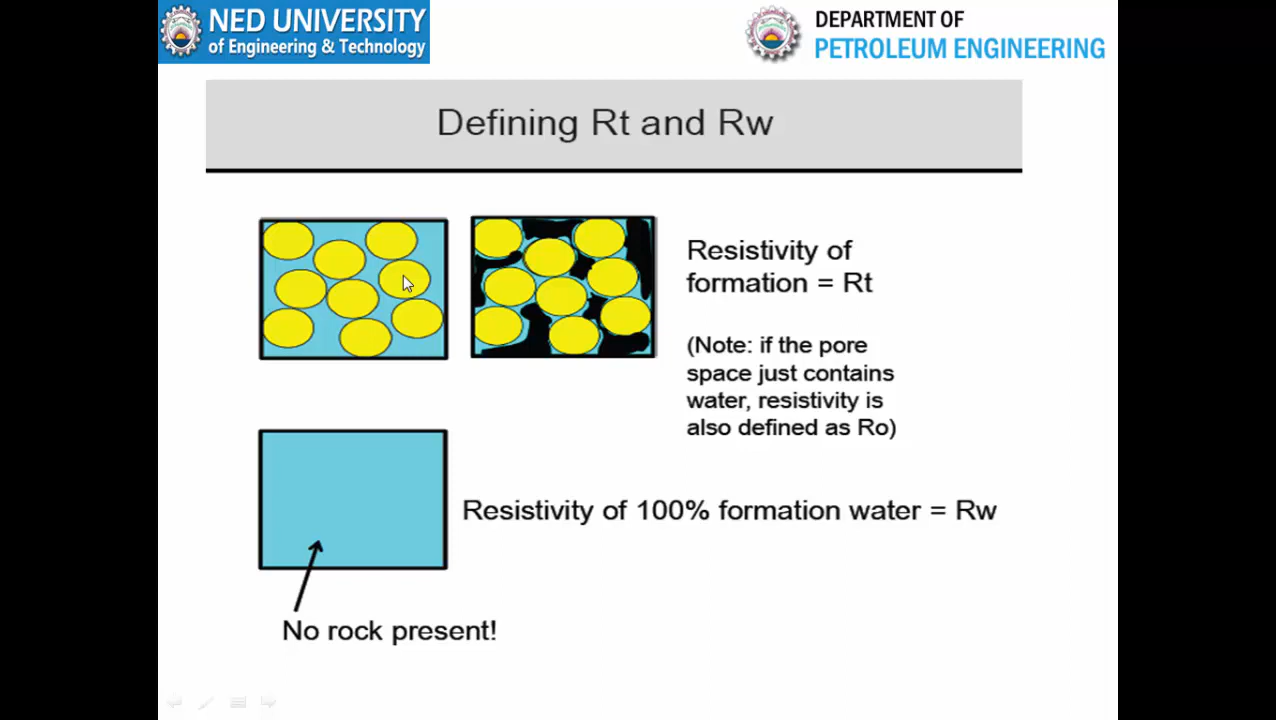 NED UNIVERSITY
of Engineering & Technology
DEPARTMENT OF
PETROLEUM ENGINEERING
Defining Rt and Rw
Resistivity of
formation = Rt
(Note: if the pore
space just contains
water, resistivity is
also defined as Ro)
Resistivity of 100% formation water = Rw
No rock present!